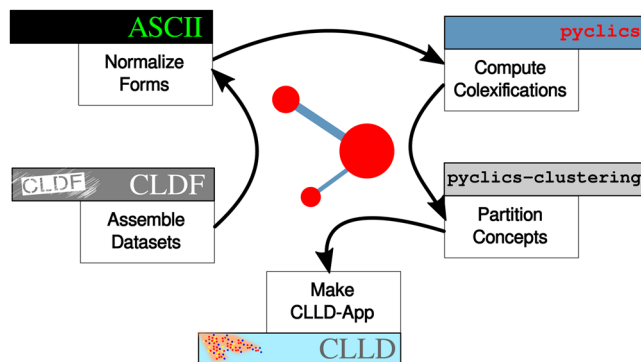 ASCII
Normalize
Forms
pyclics
Compute
Colexifications
CLDF CLDF
Assemble
Datasets
pyclics-clustering
Partition
Concepts
Make
CLLD-App
CLLD